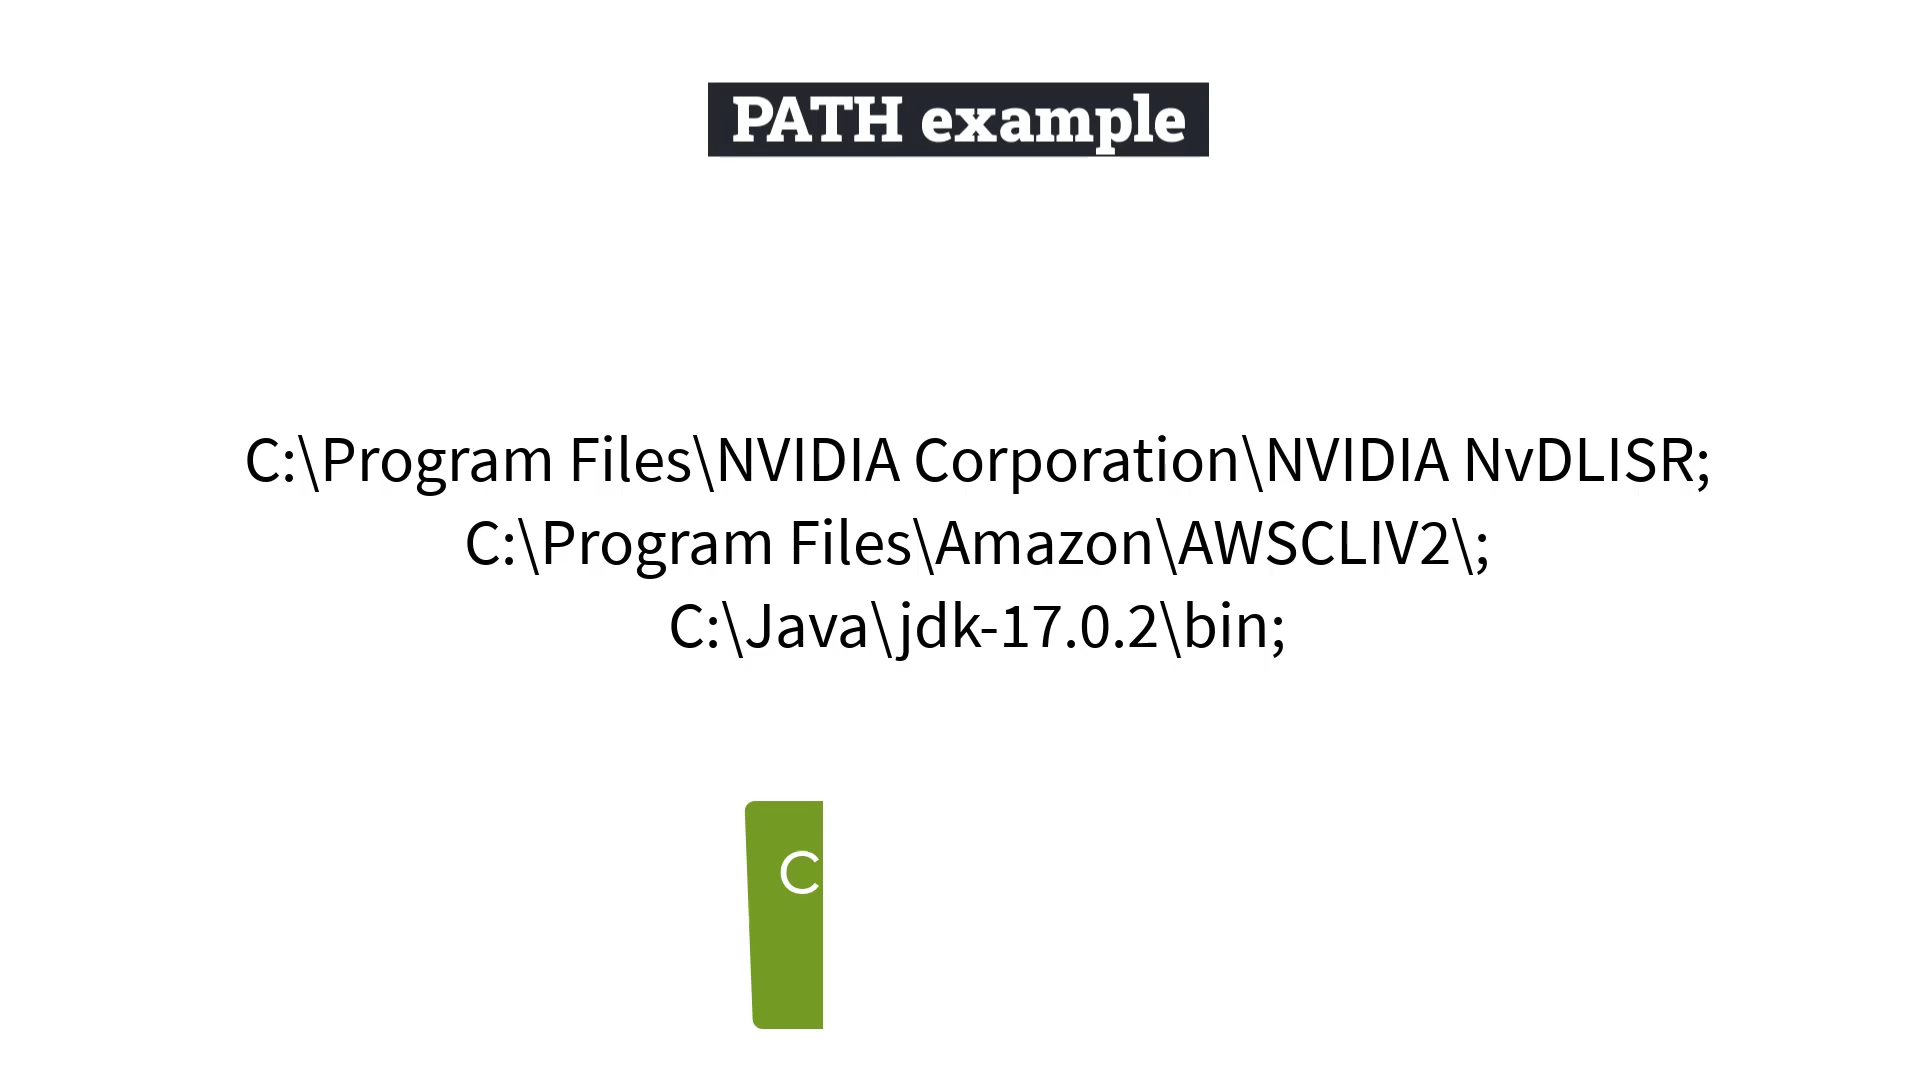 PATH example
C:\Program Files\NVIDIA Corporation\NVIDIA NvDLISR;
C:\Program Files\Amazon\AWSCLIV2\;
C:\Java\jdk-17.0.2\bin;
C